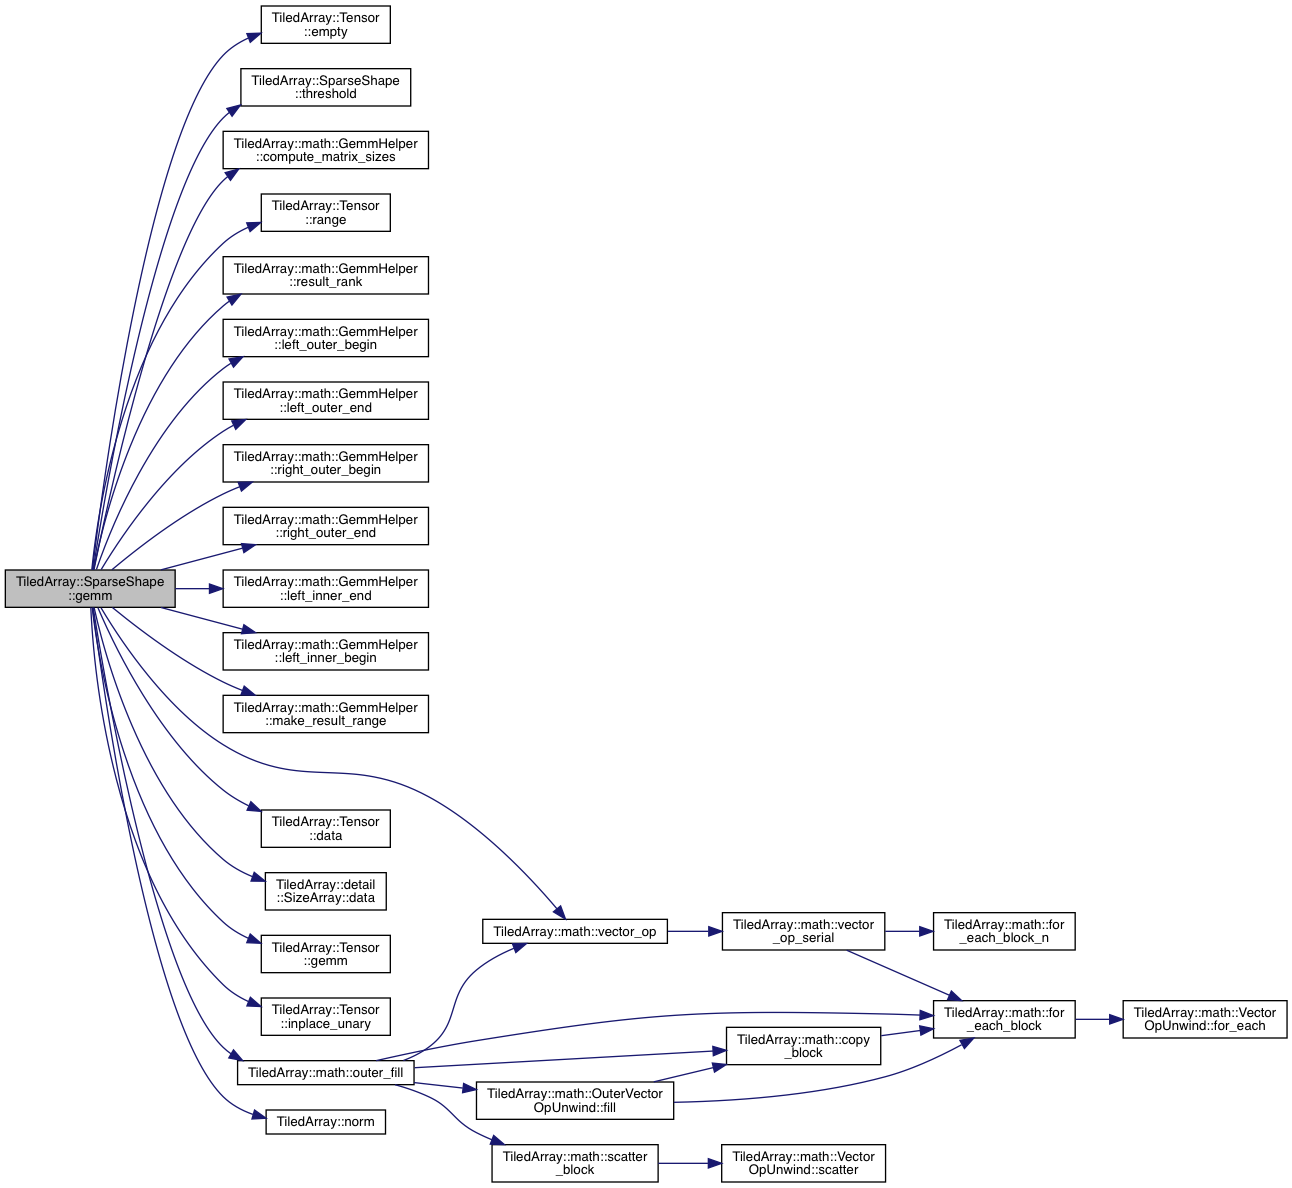 TiledArray::Tensor
::empty
TiledArray::SparseShape
::threshold
TiledArray::math::GemmHelper
::compute_matrix_sizes
TiledArray::Tensor
::range
TiledArray::math::GemmHelper
::result_rank
TiledArray::math::GemmHelper
::left_outer_begin
TiledArray::math::GemmHelper
::left_outer_end
TiledArray::math::GemmHelper
::right_outer_begin
TiledArray::math::GemmHelper
::right_outer_end
TiledArray::SparseShape
::gemm
TiledArray::math::GemmHelper
::left_inner_end
TiledArray::math::GemmHelper
::left_inner_begin
TiledArray::math::GemmHelper
::make_result_range
TiledArray::Tensor
::data
TiledArray::detail
::SizeArray::data
TiledArray::math::vector_op
TiledArray::math::vector
_op_serial
TiledArray::math::for
_each_block_n
TiledArray::Tensor
::gemm
TiledArray::Tensor
::inplace_unary
TiledArray::math::for
_each_block
TiledArray::math::Vector
OpUnwind::for_each
TiledArray::math::copy
_block
TiledArray::math::outer_fill
TiledArray::math::OuterVector
OpUnwind::fill
TiledArray::norm
TiledArray::math::scatter
_block
TiledArray::math::Vector
OpUnwind::scatter